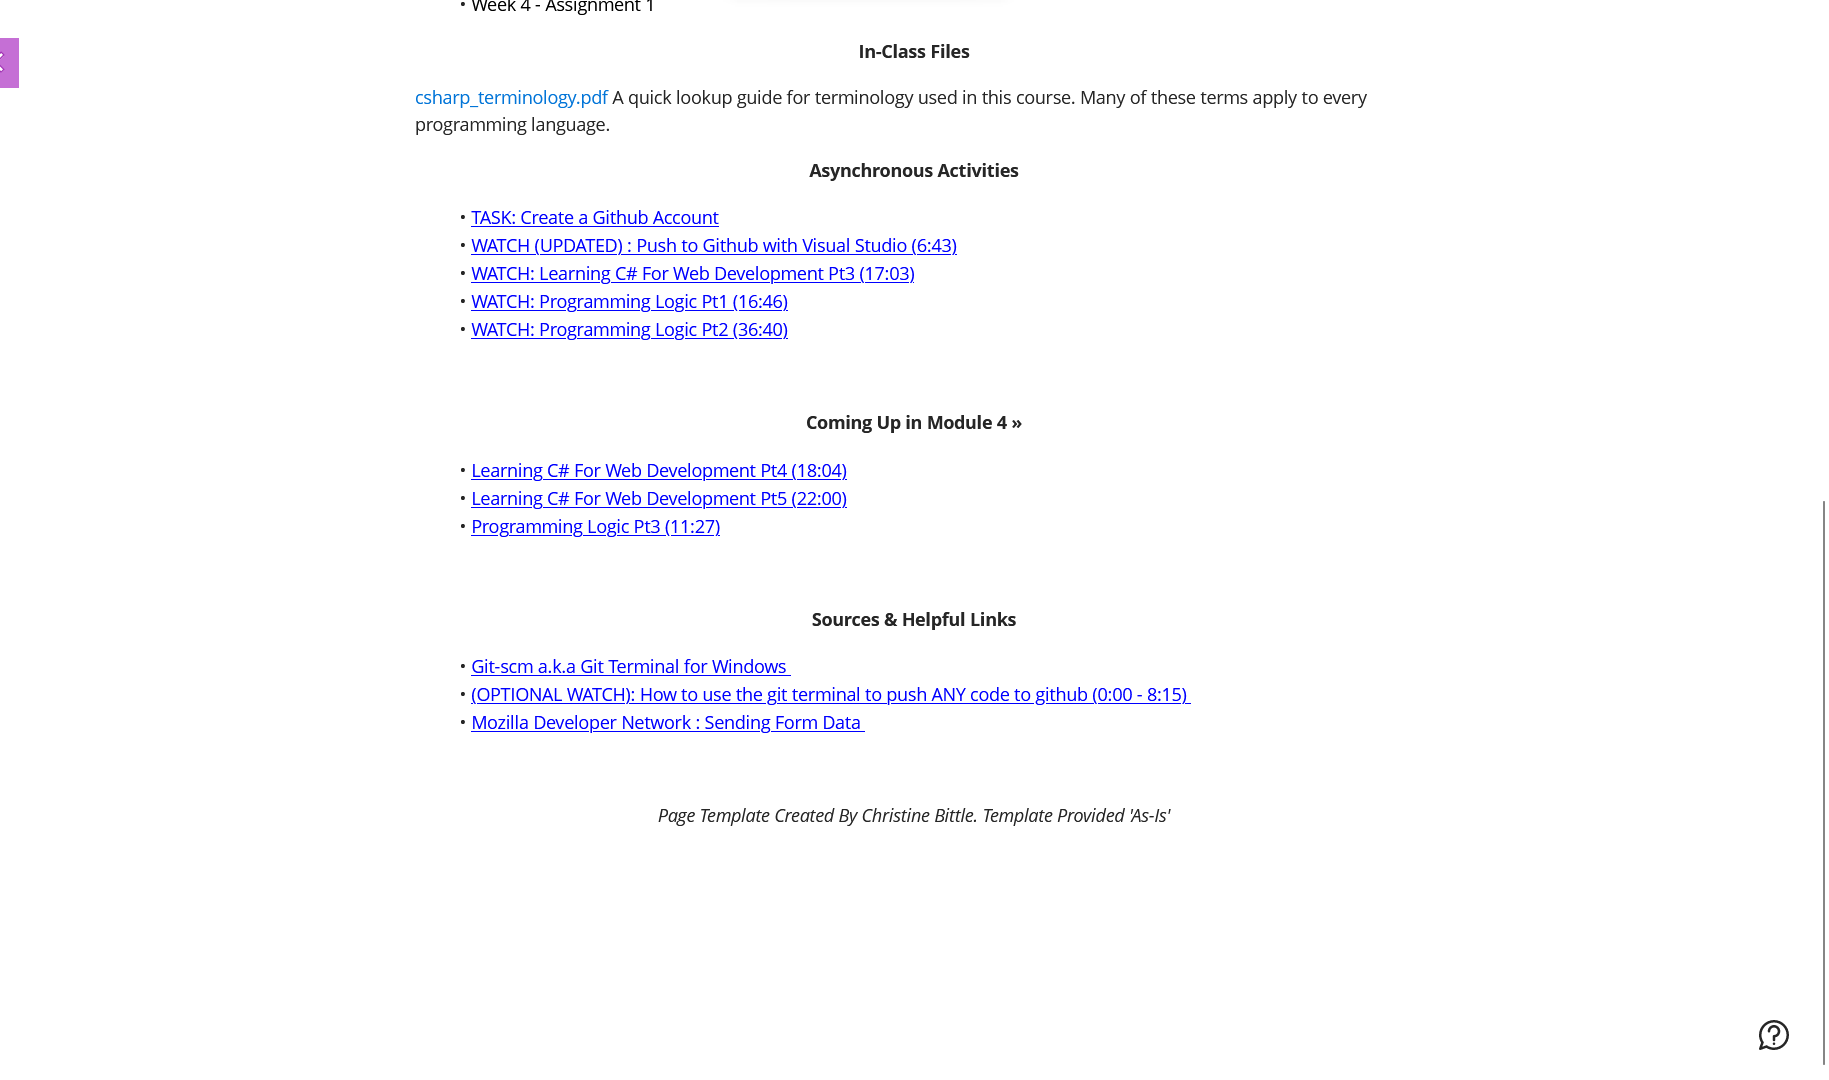 • Week 4 - Assignment 1
In-Class Files
csharp_terminology.pdf A quick lookup guide for terminology used in this course. Many of these terms apply to every
programming language.
Asynchronous Activities
• TASK: Create a Github Account
• WATCH (UPDATED) : Push to Github with Visual Studio (6:43)
• WATCH: Learning C# For Web Development Pt3 (17:03)
• WATCH: Programming Logic Pt1 (16:46)
• WATCH: Programming Logic Pt2 (36:40)
Coming Up in Module 4 »
• Learning C# For Web Development Pt4 (18:04)
• Learning C# For Web Development Pt5 (22:00)
• Programming Logic Pt3 (11:27)
Sources & Helpful Links
• Git-scm a.k.a Git Terminal for Windows
• (OPTIONAL WATCH): How to use the git terminal to push ANY code to github (0:00 - 8:15)
• Mozilla Developer Network : Sending Form Data
Page Template Created By Christine Bittle. Template Provided 'As-Is'